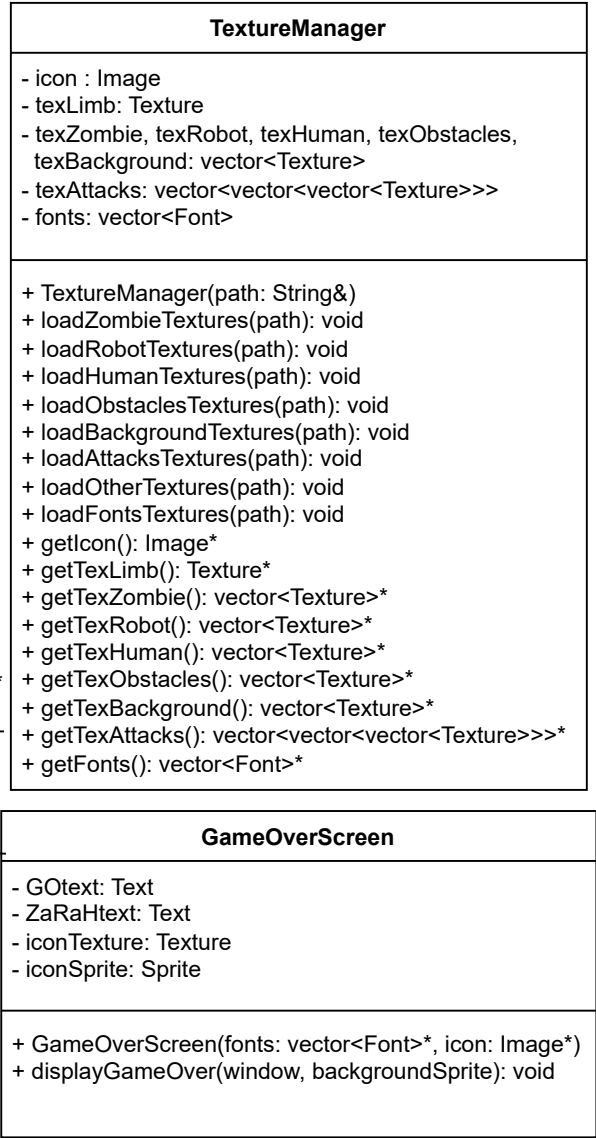 TextureManager
- icon : Image
- texLimb: Texture
- texZombie, texRobot, texHuman, texObstacles,
texBackground: vector<Texture>
- texAttacks: vector<vector<vector<Texture>>>
- fonts: vector<Font>
+ TextureManager(path: String&)
+ loadZombieTextures(path): void
+ loadRobotTextures(path): void
+ loadHumanTextures(path): void
+ loadObstaclesTextures(path): void
+ loadBackgroundTextures(path): void
+ loadAttacksTextures(path): void
+ loadOtherTextures(path): void
+ loadFontsTextures(path): void
+ getIcon(): Image*
+ getTexLimb(): Texture*
+ getTexZombie(): vector<Texture>*
+ getTexRobot(): vector<Texture>*
+ getTexHuman(): vector<Texture>*
+ getTexObstacles(): vector<Texture>*
+ getTexBackground(): vector<Texture>*
+ getTexAttacks(): vector<vector<vector<Texture>>>*
+ getFonts(): vector<Font>*
GameOverScreen
- GOtext: Text
- ZaRaHtext: Text
- iconTexture: Texture
- iconSprite: Sprite
+ GameOverScreen(fonts: vector<Font>*, icon: Image*)
+ displayGameOver(window, backgroundSprite): void